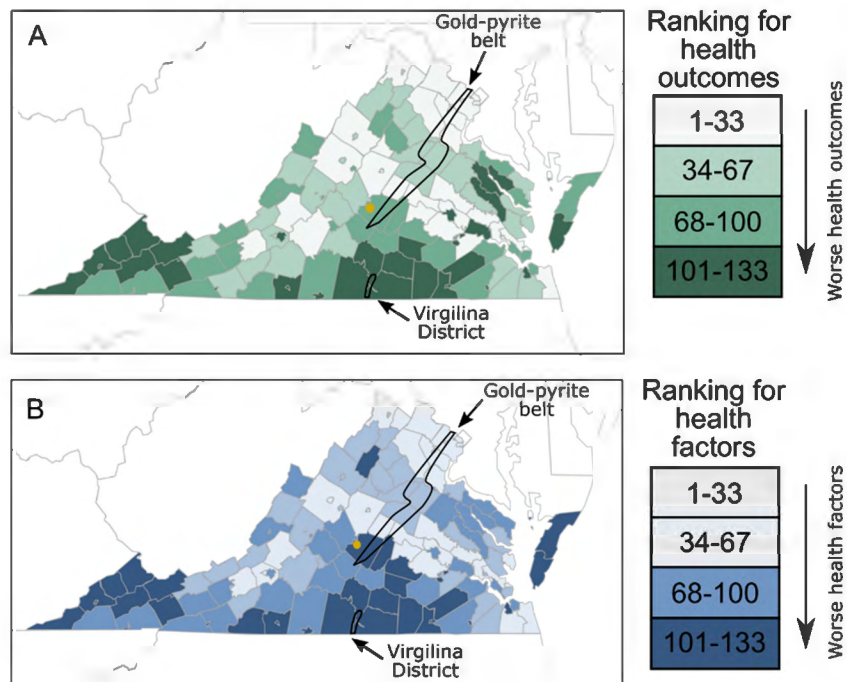 A
Gold-pyrite
belt
Virgilina
District
Ranking for
health
outcomes
1-33
34-67
68-100
101-133
Worse health outcomes
B
Gold-pyrite
belt
Virgilina
District
Ranking for
health
factors
1-33
34-67
68-100
101-133
Worse health factors